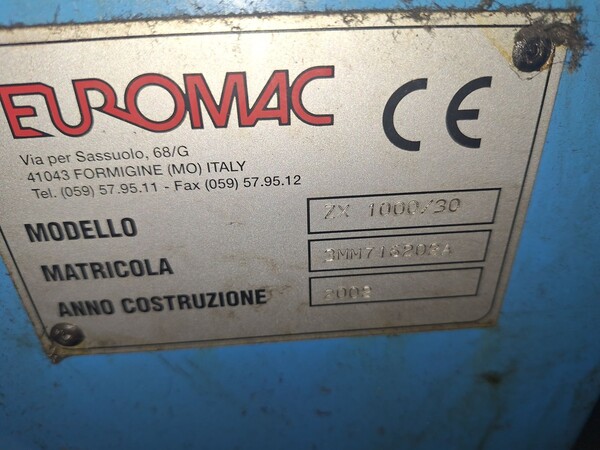 EUROMAC
CE
Via per Sassuolo, 68/G
41043 FORMIGINE (MO) ITALY
Tel. (059) 57.95.11 - Fax (059) 57.95.12
MODELLO ZX 1000/30
MATRICOLA
ANNO COSTRUZIONE